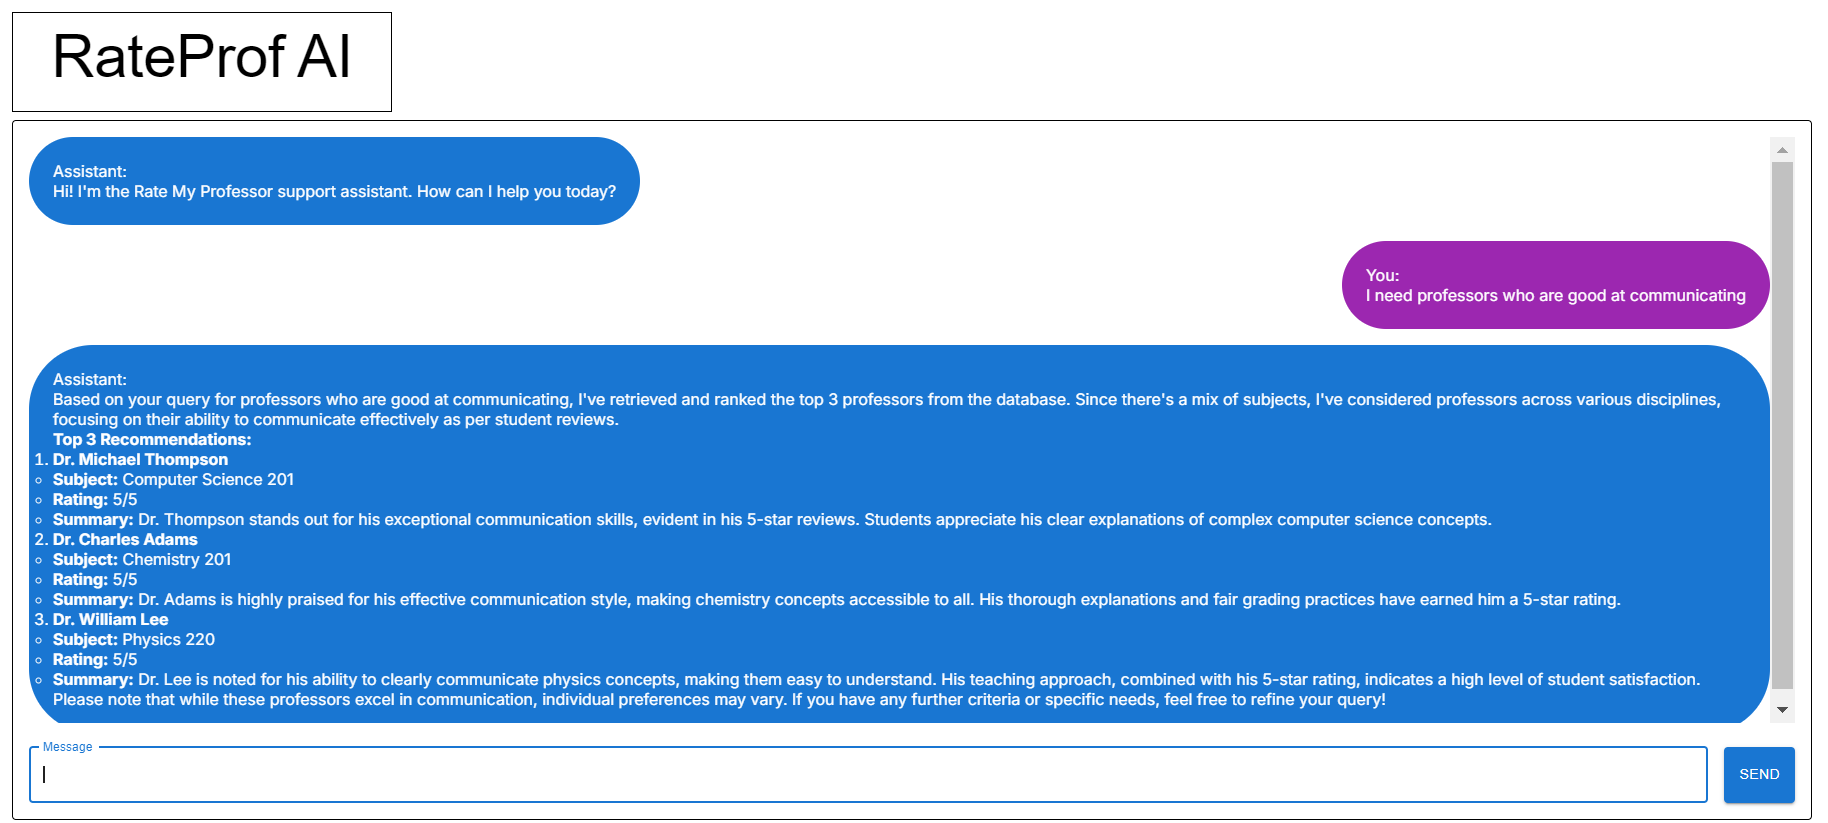 RateProf AI
Assistant:
Hi! I'm the Rate My Professor support assistant. How can I help you today?
You:
I need professors who are good at communicating
Assistant:
Based on your query for professors who are good at communicating, I've retrieved and ranked the top 3 professors from the database. Since there's a mix of subjects, I've considered professors across various disciplines,
focusing on their ability to communicate effectively as per student reviews.
Top 3 Recommendations:
1. Dr. Michael Thompson
Subject: Computer Science 201
Rating: 5/5
Summary: Dr. Thompson stands out for his exceptional communication skills, evident in his 5-star reviews. Students appreciate his clear explanations of complex computer science concepts.
2. Dr. Charles Adams
Subject: Chemistry 201
Rating: 5/5
Summary: Dr. Adams is highly praised for his effective communication style, making chemistry concepts accessible to all. His thorough explanations and fair grading practices have earned him a 5-star rating.
3. Dr. William Lee
Subject: Physics 220
Rating: 5/5
Summary: Dr. Lee is noted for his ability to clearly communicate physics concepts, making them easy to understand. His teaching approach, combined with his 5-star rating, indicates a high level of student satisfaction.
Please note that while these professors excel in communication, individual preferences may vary. If you have any further criteria or specific needs, feel free to refine your query!
Message
SEND